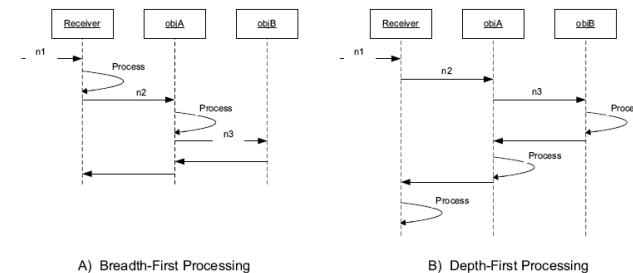 Receiver
objA
objB
n1
Process
n2
Process
n3
A) Breadth-First Processing
Receiver
objA
objB
n1
n2
n3
Proce
Process
Process
B) Depth-First Processing